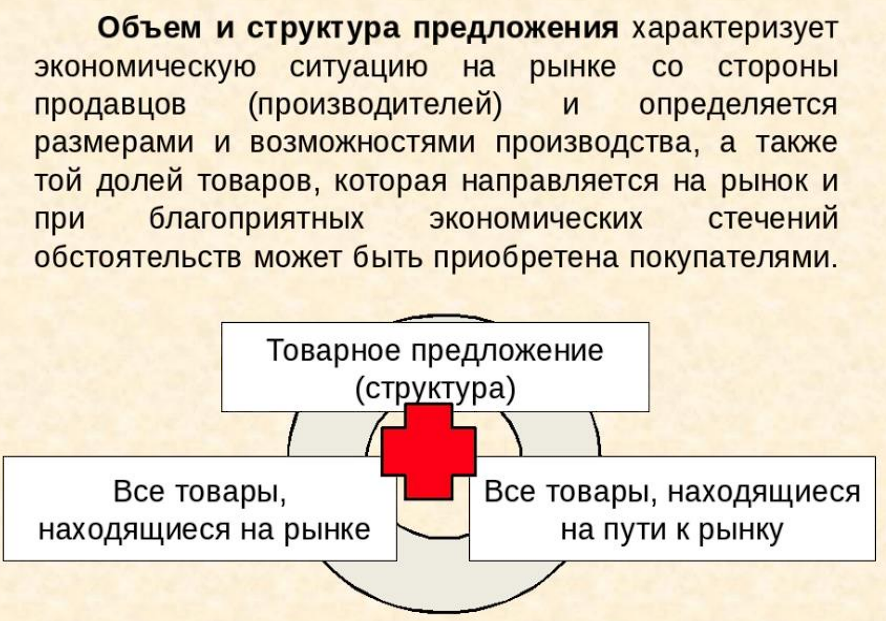 Объем и структура предложения характеризует
экономическую ситуацию на рынке со стороны
продавцов (производителей) и определяется
размерами и возможностями производства, а также
той долей товаров, которая направляется на рынок и
при благоприятных экономических стечений
обстоятельств может быть приобретена покупателями.
Товарное предложение
(структура)
Все товары,
находящиеся на рынке
Все товары, находящиеся
на пути к рынку